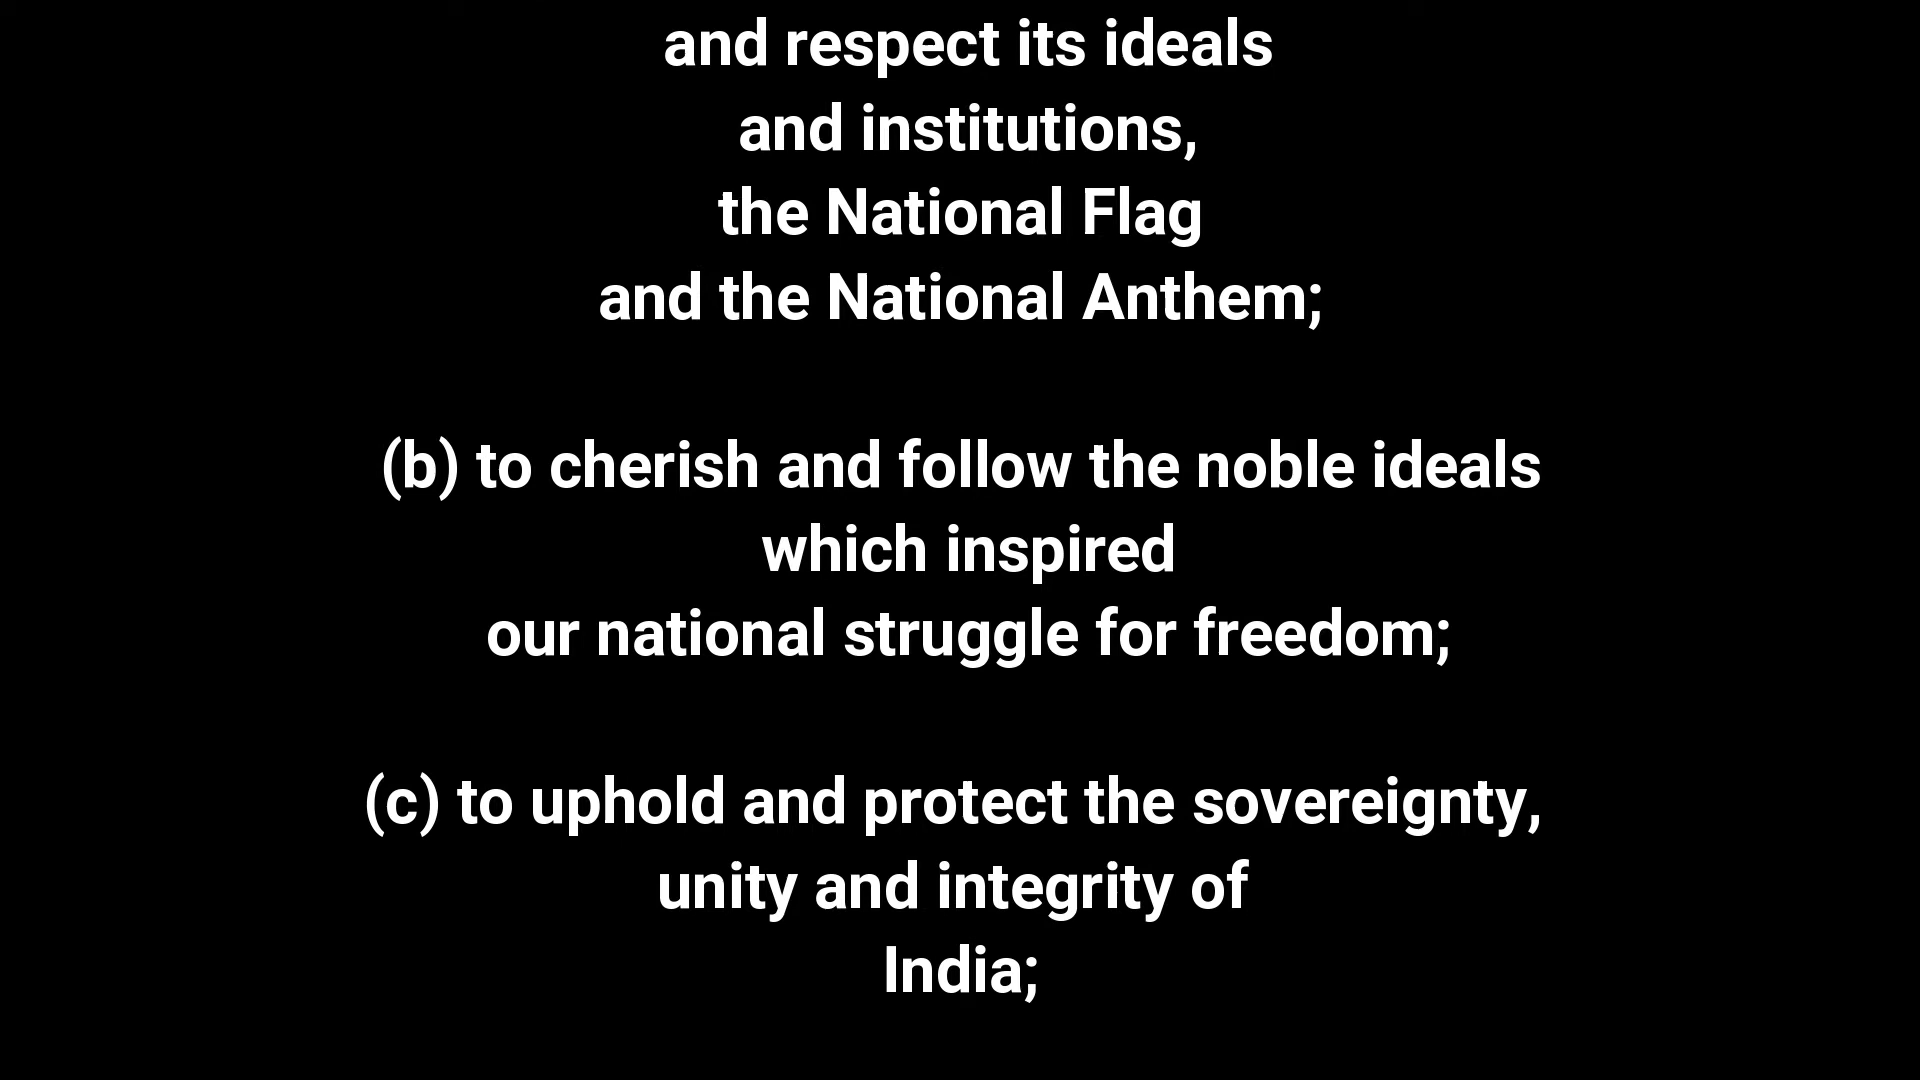 and respect its ideals
and institutions,
the National Flag
and the National Anthem;
(b) to cherish and follow the noble ideals
which inspired
our national struggle for freedom;
(c) to uphold and protect the sovereignty,
unity and integrity of
India;